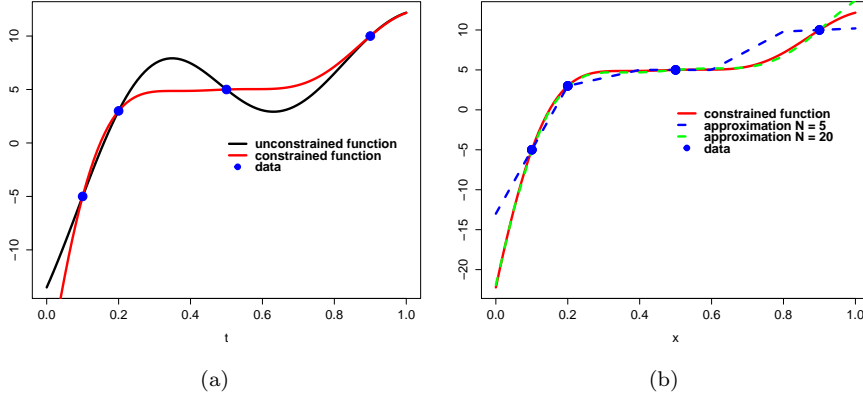 10
5
0
−5
−10
unconstrained function
constrained function
data
0.0 0.2 0.4 0.6 0.8 1.0
t
(a)
10
5
0
−5
−10
−15
−20
constrained function
approximation N = 5
approximation N = 20
data
0.0 0.2 0.4 0.6 0.8 1.0
x
(b)